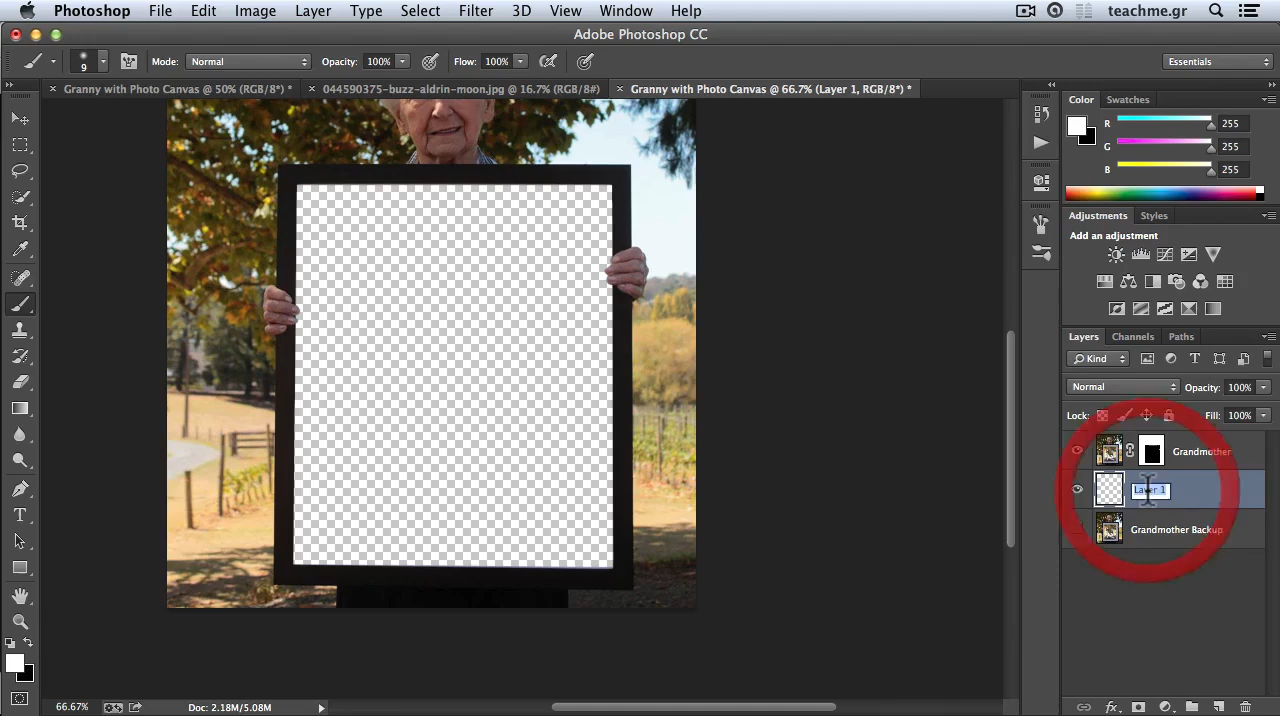 Photoshop File Edit Image Layer Type Select Filter 3D View Window Help teachme.gr
Adobe Photoshop CC
9 Mode: Normal Opacity: 100% Flow: 100% Essentials
Granny with Photo Canvas @ 50% (RGB/8*) * 044590375-buzz-aldrin-moon.jpg @ 16.7% (RGB/8#) Granny with Photo Canvas @ 66.7% (Layer 1, RGB/8*) *
Color Swatches
R 255
G 255
B 255
Adjustments Styles
Add an adjustment
Layers Channels Paths
Kind
Normal Opacity: 100%
Lock: Fill: 100%
Grandmother
Layer 1
Grandmother Backup
66.67% Doc: 2.18M/5.08M